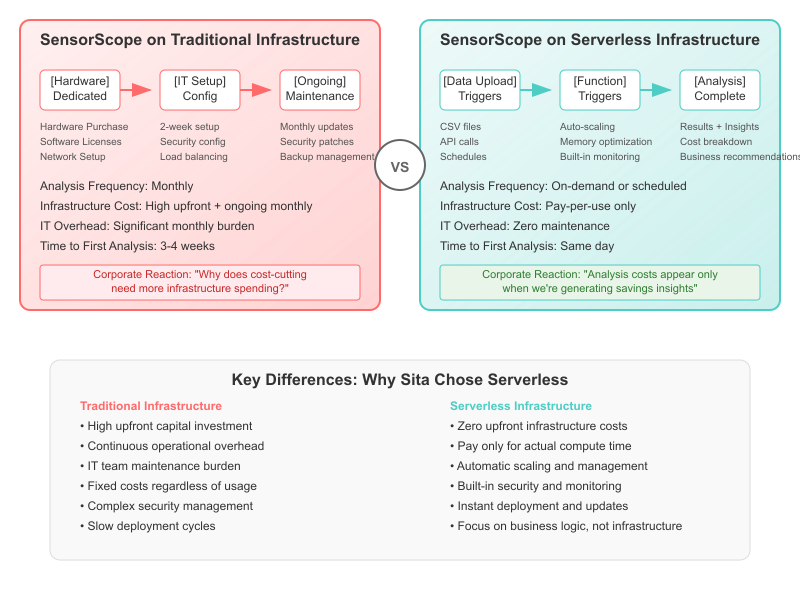 SensorScope on Traditional Infrastructure
[Hardware]
Dedicated
[IT Setup]
Config
[Ongoing]
Maintenance
Hardware Purchase
Software Licenses
Network Setup
2-week setup
Security config
Load balancing
Monthly updates
Security patches
Backup management
Analysis Frequency: Monthly
Infrastructure Cost: High upfront + ongoing monthly
IT Overhead: Significant monthly burden
Time to First Analysis: 3-4 weeks
Corporate Reaction: "Why does cost-cutting
need more infrastructure spending?"
VS
SensorScope on Serverless Infrastructure
[Data Upload]
Triggers
[Function]
Triggers
[Analysis]
Complete
CSV files
API calls
Schedules
Auto-scaling
Memory optimization
Built-in monitoring
Results + Insights
Cost breakdown
Business recommendations
Analysis Frequency: On-demand or scheduled
Infrastructure Cost: Pay-per-use only
IT Overhead: Zero maintenance
Time to First Analysis: Same day
Corporate Reaction: "Analysis costs appear only
when we're generating savings insights"
Key Differences: Why Sita Chose Serverless
Traditional Infrastructure
• High upfront capital investment
• Continuous operational overhead
• IT team maintenance burden
• Fixed costs regardless of usage
• Complex security management
• Slow deployment cycles
Serverless Infrastructure
• Zero upfront infrastructure costs
• Pay only for actual compute time
• Automatic scaling and management
• Built-in security and monitoring
• Instant deployment and updates
• Focus on business logic, not infrastructure